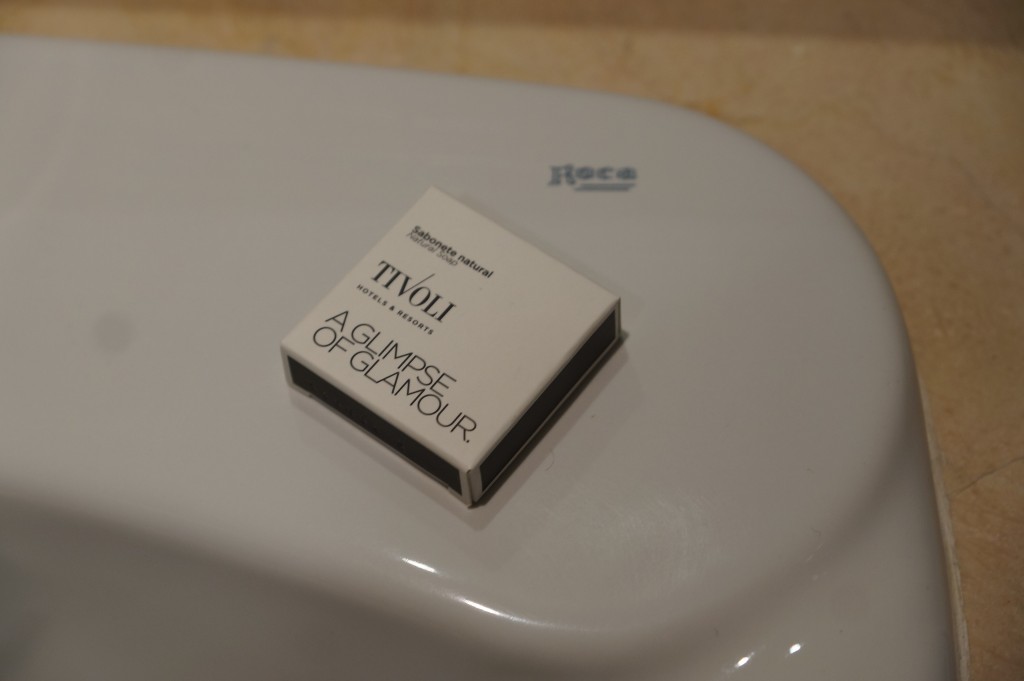 Roca
Sabonete natural
Natural Soap
TIVOLI
HOTELS & RESORTS
A GLIMPSE
OF GLAMOUR.